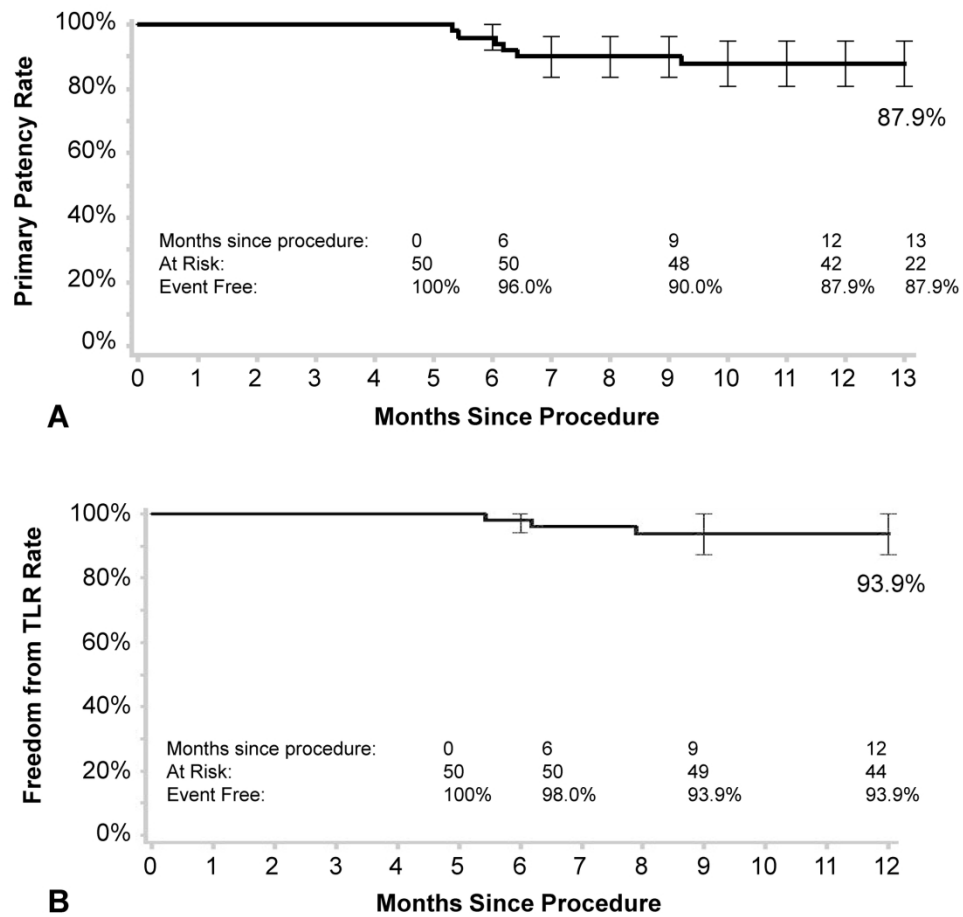 100%
80%
60%
40%
20%
0%
Primary Patency Rate
87.9%
Months since procedure: 0 6 9 12 13
At Risk: 50 50 48 42 22
Event Free: 100% 96.0% 90.0% 87.9% 87.9%
0 1 2 3 4 5 6 7 8 9 10 11 12 13
Months Since Procedure
A
100%
80%
60%
40%
20%
0%
Freedom from TLR Rate
93.9%
Months since procedure: 0 6 9 12
At Risk: 50 50 49 44
Event Free: 100% 98.0% 93.9% 93.9%
0 1 2 3 4 5 6 7 8 9 10 11 12
Months Since Procedure
B